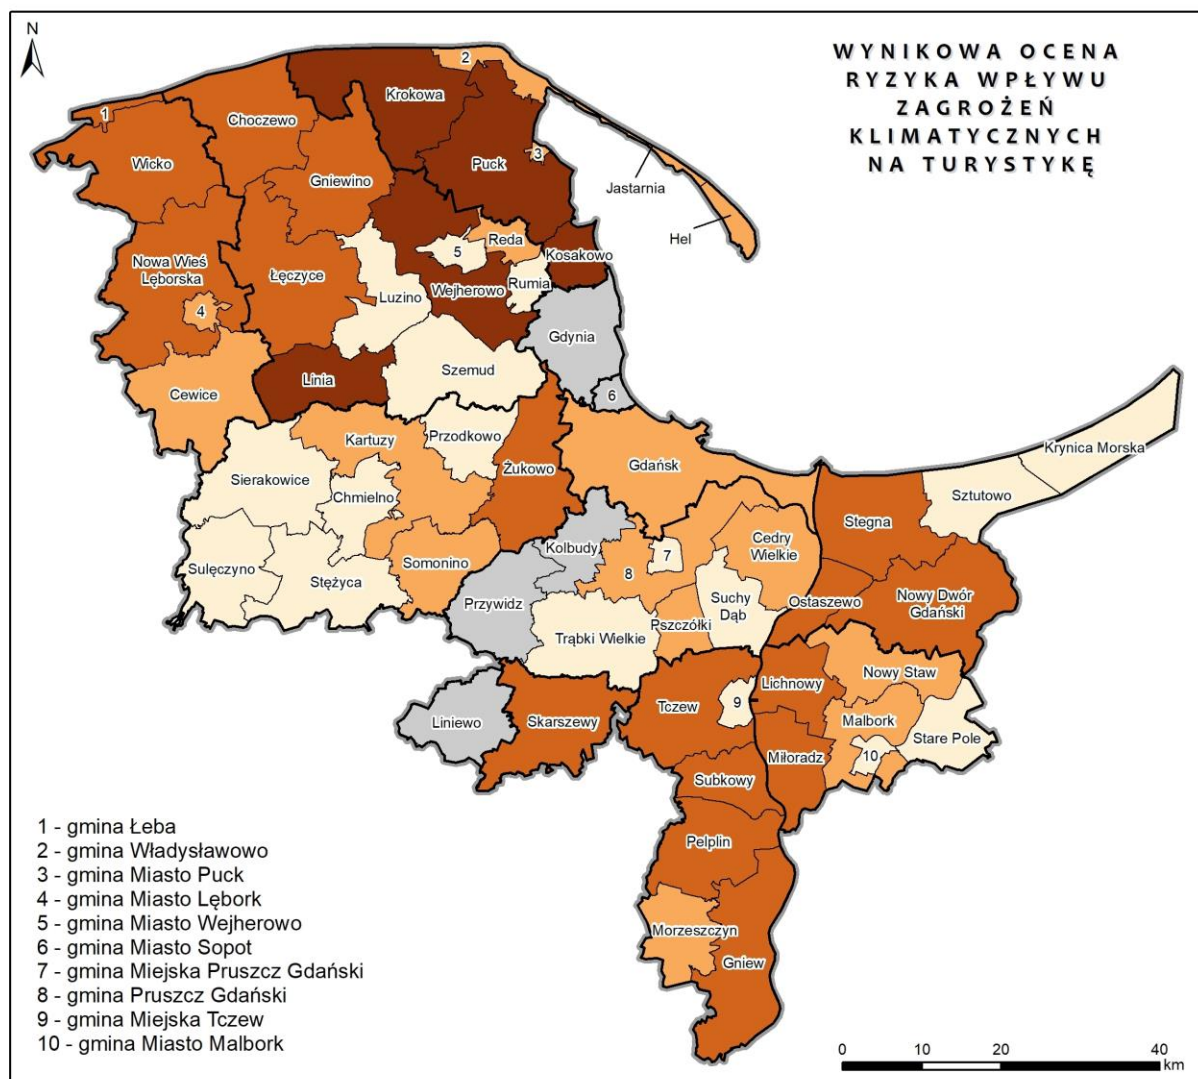 N
WYNIKOWA OCENA
RYZYKA WPŁYWU
ZAGROŻEŃ
KLIMATYCZNYCH
NA TURYSTYKĘ
2
Krokowa
1
Choczewo
Wicko
Puck
3
Gniewino
Jastarnia
Hel
Reda
5
Kosakowo
Nowa Wieś
Lęborska
Łęczyce
Rumia
Wejherowo
Luzino
4
Gdynia
Szemud
Linia
6
Cewice
Kartuzy
Przodkowo
Żukowo
Gdańsk
Krynica Morska
Sierakowice
Chmielno
Sztutowo
Stegna
Cedry
Wielkie
Kolbudy
7
Somonino
8
Sulęczyno
Stężyca
Przywidz
Suchy
Dąb
Ostaszewo
Nowy Dwór
Gdański
Pszczółki
Trąbki Wielkie
Nowy Staw
Lichnowy
Tczew
9
Liniewo
Skarszewy
Malbork
Stare Pole
Miłoradz
10
Subkowy
Pelplin
Morzeszczyn
Gniew
1 - gmina Łeba
2 - gmina Władysławowo
3 - gmina Miasto Puck
4 - gmina Miasto Lębork
5 - gmina Miasto Wejherowo
6 - gmina Miasto Sopot
7 - gmina Miejska Pruszcz Gdański
8 - gmina Pruszcz Gdański
9 - gmina Miejska Tczew
10 - gmina Miasto Malbork
0 10 20 40
km